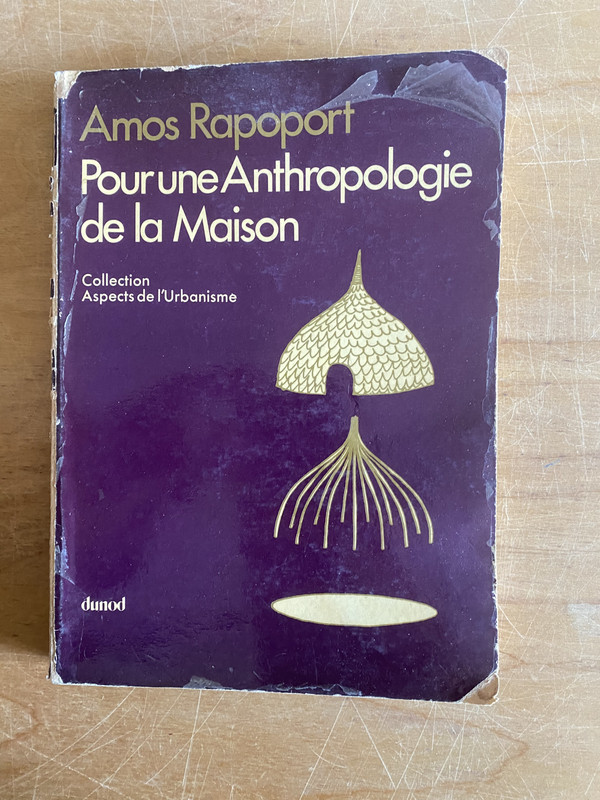 Amos Rapoport
Pour une Anthropologie
de la Maison
Collection
Aspects de l'Urbanisme
dunod